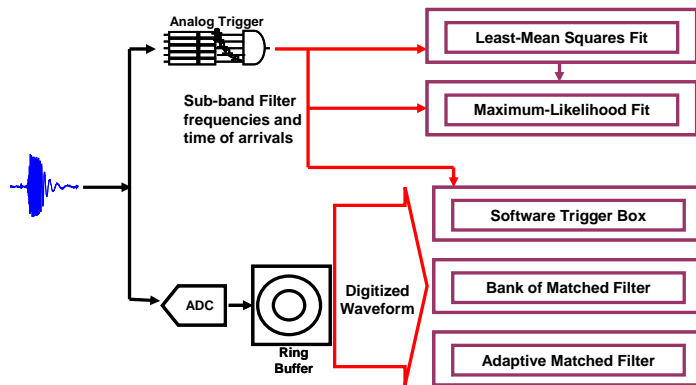 Analog Trigger
Least-Mean Squares Fit
Maximum-Likelihood Fit
Sub-band Filter
frequencies and
time of arrivals
Software Trigger Box
ADC
Ring
Buffer
Digitized
Waveform
Bank of Matched Filter
Adaptive Matched Filter